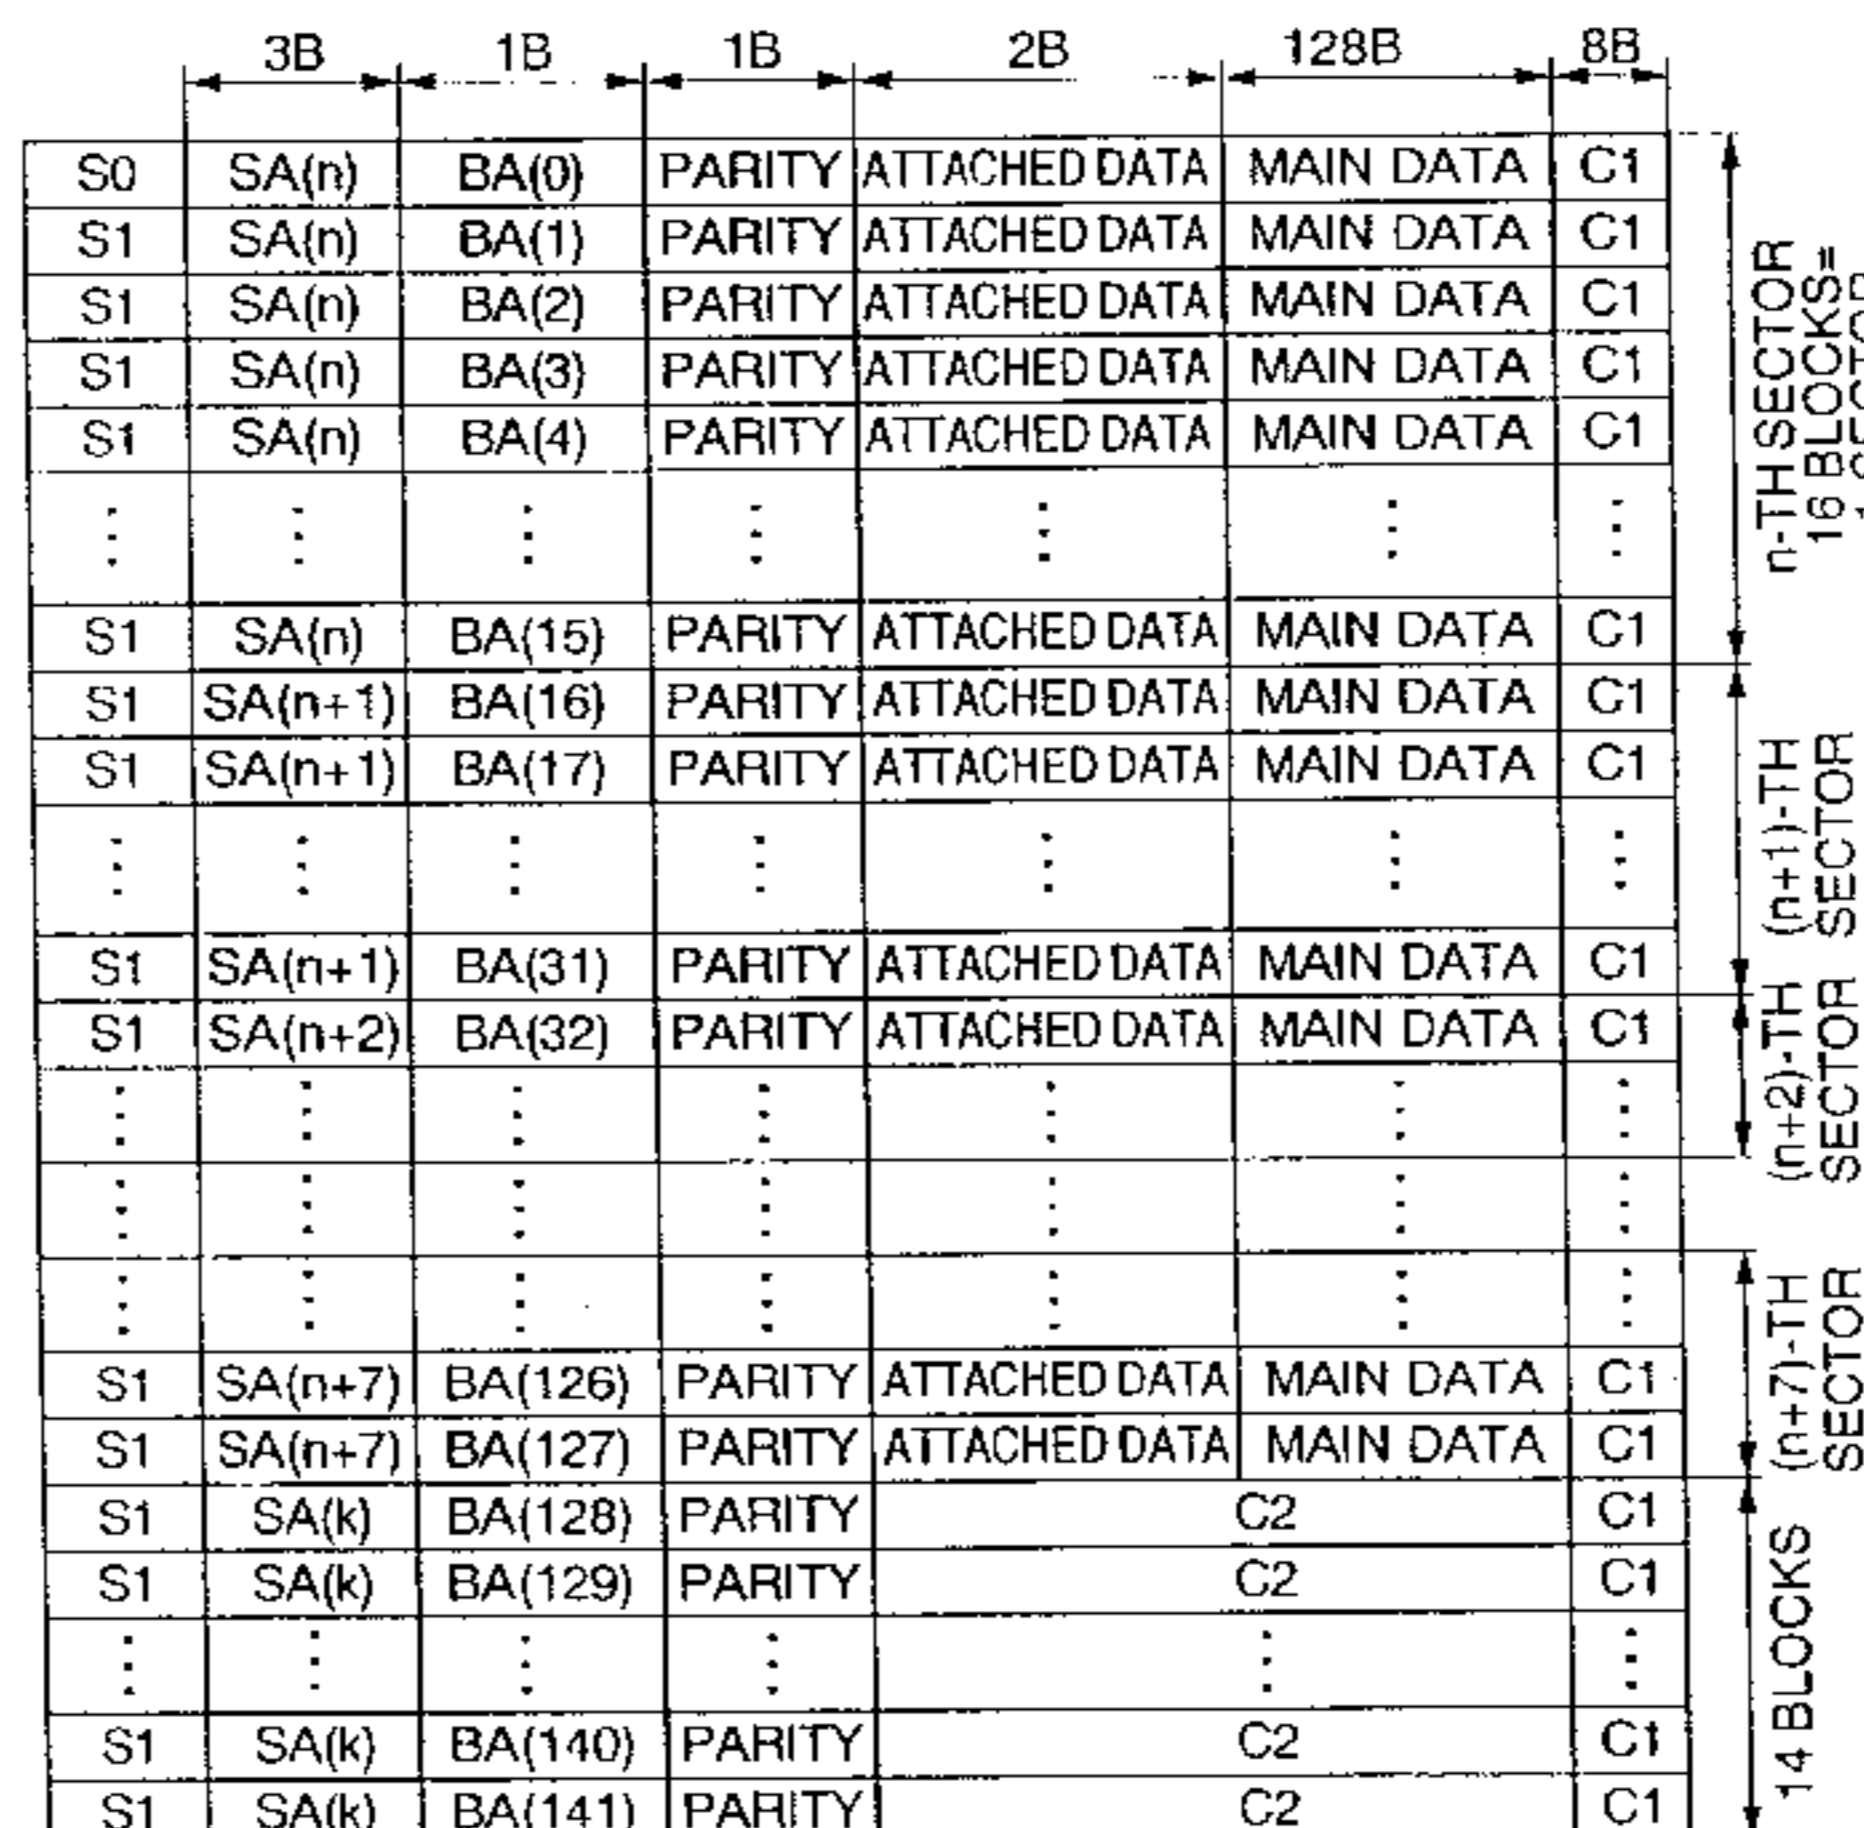 3B 1B 1B 2B 128B 8B
S0 SA(n) BA(0) PARITY ATTACHED DATA MAIN DATA C1
S1 SA(n) BA(1) PARITY ATTACHED DATA MAIN DATA C1
S1 SA(n) BA(2) PARITY ATTACHED DATA MAIN DATA C1
S1 SA(n) BA(3) PARITY ATTACHED DATA MAIN DATA C1
S1 SA(n) BA(4) PARITY ATTACHED DATA MAIN DATA C1
S1 SA(n) BA(15) PARITY ATTACHED DATA MAIN DATA C1
S1 SA(n+1) BA(16) PARITY ATTACHED DATA MAIN DATA C1
S1 SA(n+1) BA(17) PARITY ATTACHED DATA MAIN DATA C1
S1 SA(n+1) BA(31) PARITY ATTACHED DATA MAIN DATA C1
S1 SA(n+2) BA(32) PARITY ATTACHED DATA MAIN DATA C1
S1 SA(n+7) BA(126) PARITY ATTACHED DATA MAIN DATA C1
S1 SA(n+7) BA(127) PARITY ATTACHED DATA MAIN DATA C1
S1 SA(k) BA(128) PARITY C2 C1
S1 SA(k) BA(129) PARITY C2 C1
S1 SA(k) BA(140) PARITY C2 C1
S1 SA(k) BA(141) PARITY C2 C1
n-TH SECTOR
16 BLOCKS=
1 SECTOR
(n+1)-TH
SECTOR
(n+2)-TH
SECTOR
(n+7)-TH
SECTOR
14 BLOCKS